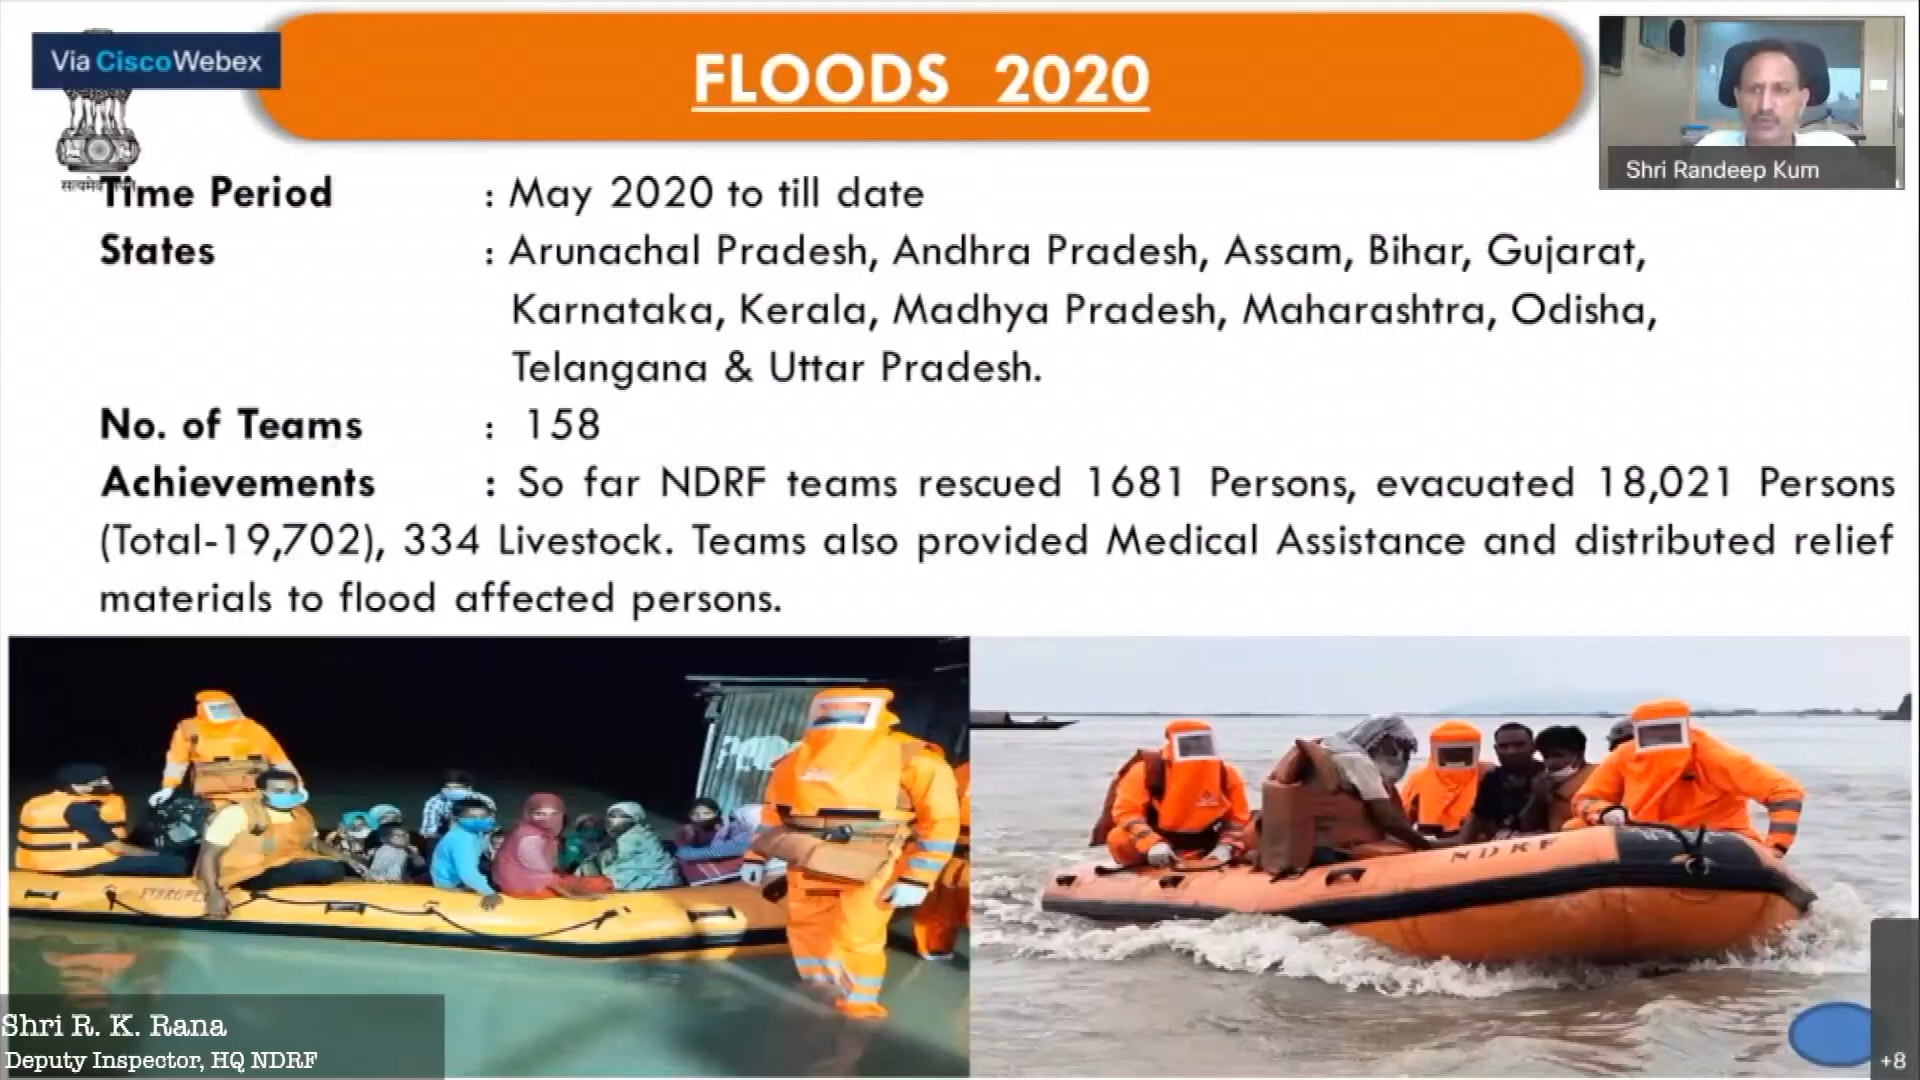 Via CiscoWebex
FLOODS 2020
Shri Randeep Kum
Time Period : May 2020 to till date
States : Arunachal Pradesh, Andhra Pradesh, Assam, Bihar, Gujarat,
Karnataka, Kerala, Madhya Pradesh, Maharashtra, Odisha,
Telangana & Uttar Pradesh.
No. of Teams : 158
Achievements : So far NDRF teams rescued 1681 Persons, evacuated 18,021 Persons
(Total-19,702), 334 Livestock. Teams also provided Medical Assistance and distributed relief
materials to flood affected persons.
NDRF
Shri R. K. Rana
Deputy Inspector, HQ NDRF
+8